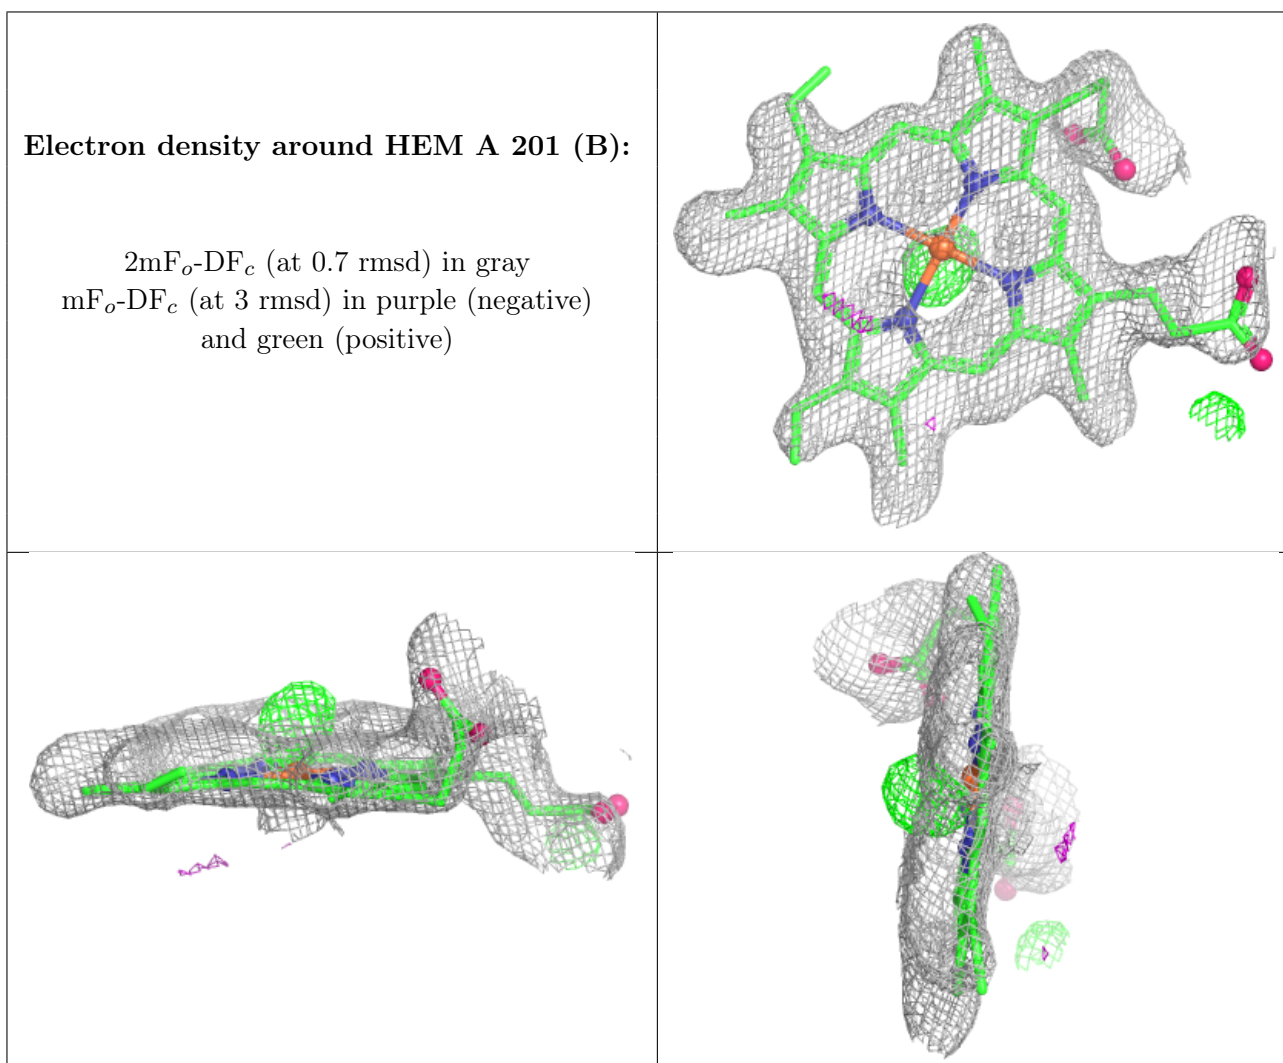 Electron density around HEM A 201 (B):
2mFo-DFc (at 0.7 rmsd) in gray
mFo-DFc (at 3 rmsd) in purple (negative)
and green (positive)